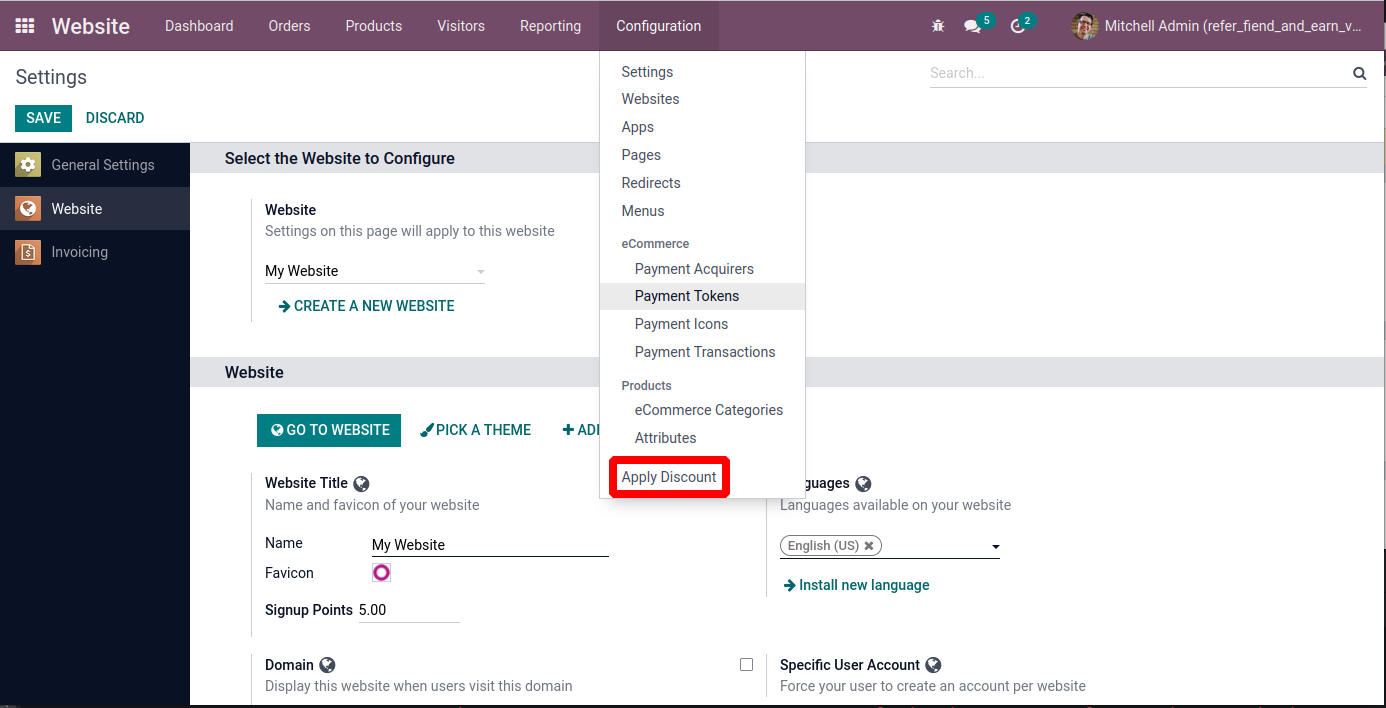 Website Dashboard Orders Products Visitors Reporting Configuration 5 2 Mitchell Admin (refer_fiend_and_earn_v...
Settings
Search...
SAVE DISCARD
General Settings
Website
Invoicing
Settings
Websites
Apps
Pages
Redirects
Menus
eCommerce
Payment Acquirers
Payment Tokens
Payment Icons
Payment Transactions
Products
eCommerce Categories
Attributes
Apply Discount
Select the Website to Configure
Website
Settings on this page will apply to this website
My Website
CREATE A NEW WEBSITE
Website
GO TO WEBSITE PICK A THEME
Website Title
Name and favicon of your website
Name My Website
Favicon
Signup Points 5.00
Languages available on your website
English (US)
Install new language
Domain
Display this website when users visit this domain
Specific User Account
Force your user to create an account per website